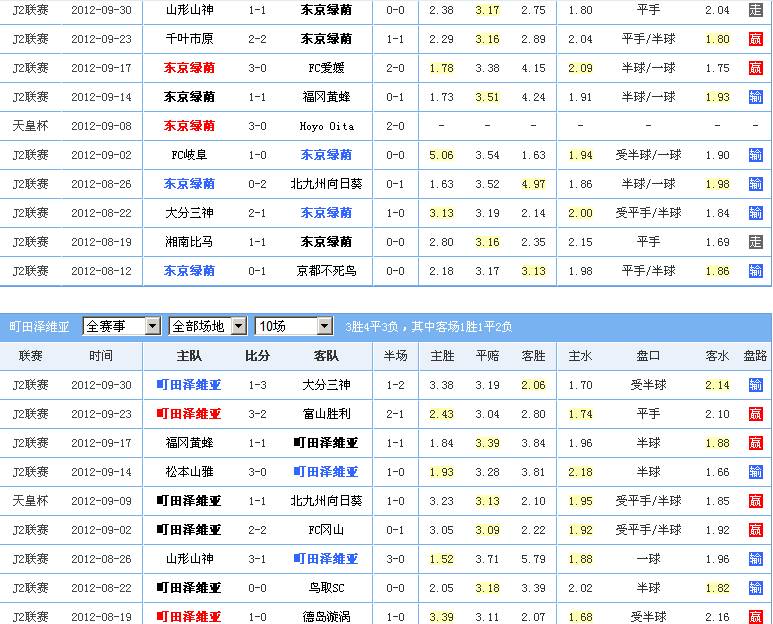 J2联赛 2012-09-30 山形山神 1-1 东京绿荫 0-0 2.38 3.17 2.75 1.80 平手 2.04 走
J2联赛 2012-09-23 千叶市原 2-2 东京绿荫 1-1 2.29 3.16 2.89 2.04 平手/半球 1.80 赢
J2联赛 2012-09-17 东京绿荫 3-0 FC爱媛 2-0 1.78 3.38 4.15 2.09 半球/一球 1.75 赢
J2联赛 2012-09-14 东京绿荫 1-1 福冈黄蜂 0-1 1.73 3.51 4.24 1.91 半球/一球 1.93 输
天皇杯 2012-09-08 东京绿荫 3-0 Hoyo Oita 2-0 - - - - - - -
J2联赛 2012-09-02 FC岐阜 1-0 东京绿荫 0-0 5.06 3.54 1.63 1.94 受半球/一球 1.90 输
J2联赛 2012-08-26 东京绿荫 0-2 北九州向日葵 0-1 1.63 3.52 4.97 1.86 半球/一球 1.98 输
J2联赛 2012-08-22 大分三神 2-1 东京绿荫 1-0 3.13 3.19 2.14 2.00 受平手/半球 1.84 输
J2联赛 2012-08-19 湘南比马 1-1 东京绿荫 0-0 2.80 3.16 2.35 2.15 平手 1.69 走
J2联赛 2012-08-12 东京绿荫 0-1 京都不死鸟 0-0 2.18 3.17 3.13 1.98 平手/半球 1.86 输
町田泽维亚 全赛事 全部场地 10场 3胜4平3负，其中客场1胜1平2负
联赛 时间 主队 比分 客队 半场 主胜 平赔 客胜 主水 盘口 客水 盘路
J2联赛 2012-09-30 町田泽维亚 1-3 大分三神 1-2 3.38 3.19 2.06 1.70 受半球 2.14 输
J2联赛 2012-09-23 町田泽维亚 3-2 富山胜利 2-1 2.43 3.04 2.80 1.74 平手 2.10 赢
J2联赛 2012-09-17 福冈黄蜂 1-1 町田泽维亚 1-1 1.84 3.39 3.84 1.96 半球 1.88 赢
J2联赛 2012-09-14 松本山雅 3-0 町田泽维亚 1-0 1.93 3.28 3.81 2.18 半球 1.66 输
天皇杯 2012-09-09 町田泽维亚 1-1 北九州向日葵 1-0 3.23 3.13 2.10 1.95 受平手/半球 1.85 赢
J2联赛 2012-09-02 町田泽维亚 2-2 FC冈山 0-1 3.05 3.09 2.22 1.92 受平手/半球 1.92 赢
J2联赛 2012-08-26 山形山神 3-1 町田泽维亚 3-0 1.52 3.71 5.79 1.88 一球 1.96 输
J2联赛 2012-08-22 町田泽维亚 0-0 鸟取SC 0-0 2.05 3.18 3.39 2.02 半球 1.82 输
J2联赛 2012-08-19 町田泽维亚 1-0 德岛漩涡 1-0 3.39 3.11 2.07 1.68 受半球 2.16 赢